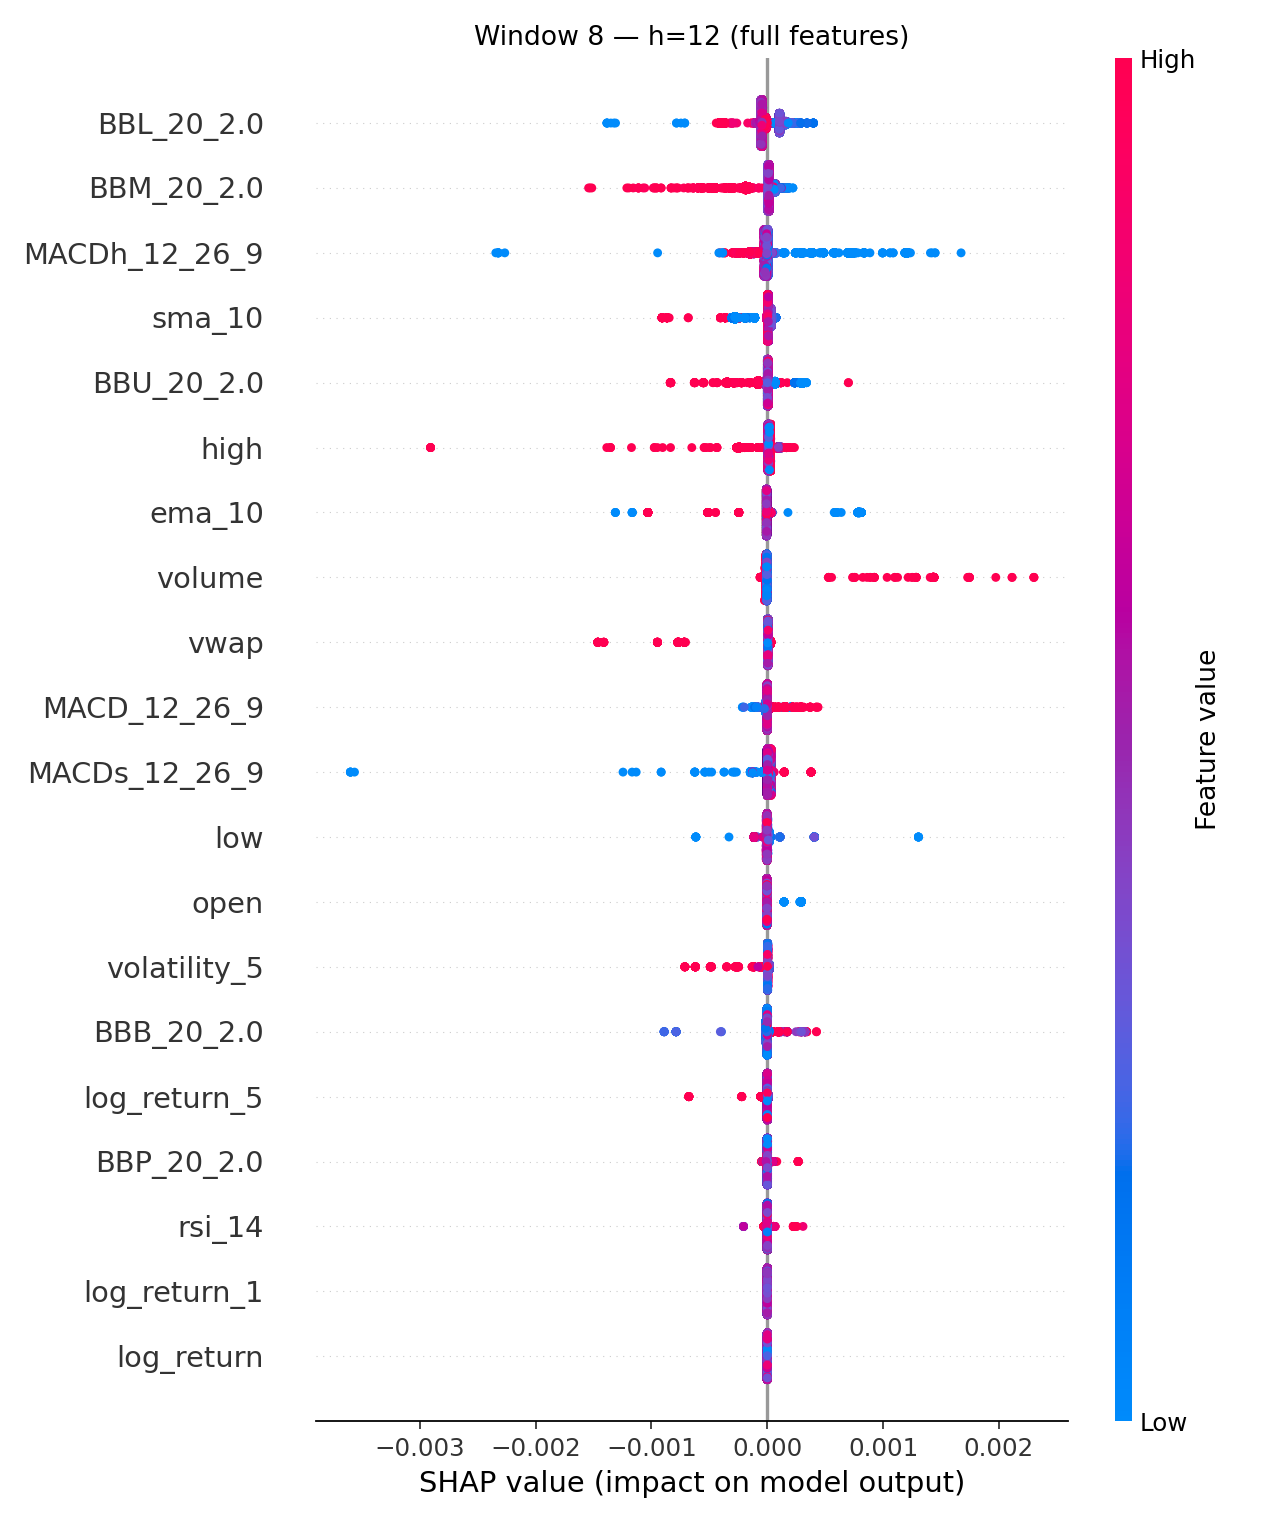 Window 8 — h=12 (full features)
High
BBL_20_2.0
BBM_20_2.0
MACDh_12_26_9
sma_10
BBU_20_2.0
high
ema_10
volume
vwap
MACD_12_26_9
MACDs_12_26_9
low
open
volatility_5
BBB_20_2.0
log_return_5
BBP_20_2.0
rsi_14
log_return_1
log_return
Feature value
Low
−0.003 −0.002 −0.001 0.000 0.001 0.002
SHAP value (impact on model output)